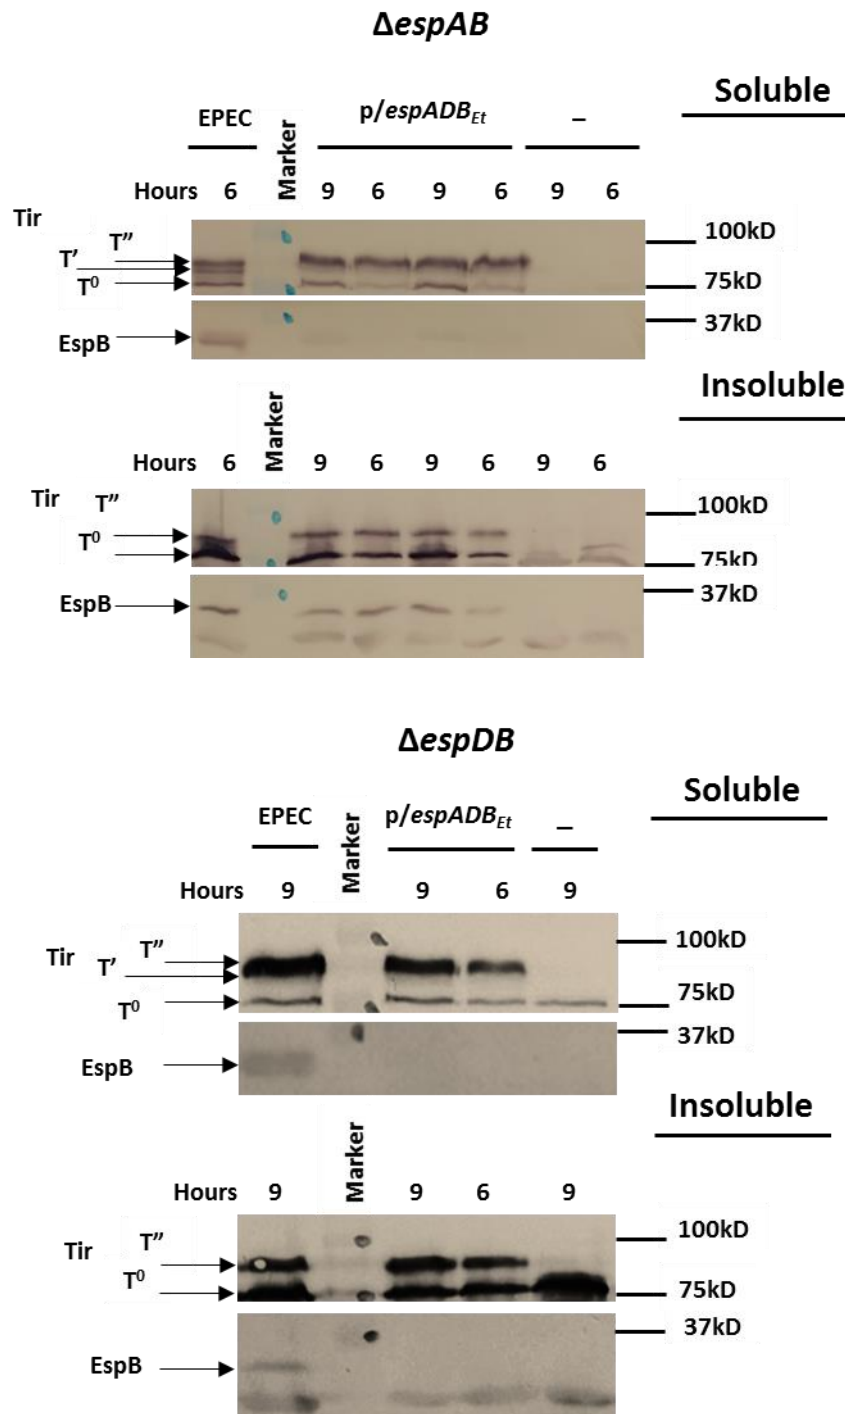 ΔespAB
Soluble
EPEC Marker p/espADBEt –
Hours 6 9 6 9 6 9 6
Tir
T″
T′
T0
EspB
100kD
75kD
37kD
Insoluble
Marker
Hours 6 9 6 9 6 9 6
Tir T″
T0
EspB
100kD
75kD
37kD
ΔespDB
Soluble
EPEC Marker p/espADBEt –
Hours 9 9 6 9
T″
Tir T′
T0
EspB
100kD
75kD
37kD
Insoluble
Marker
Hours 9 9 6 9
T″
Tir
T0
EspB
100kD
75kD
37kD